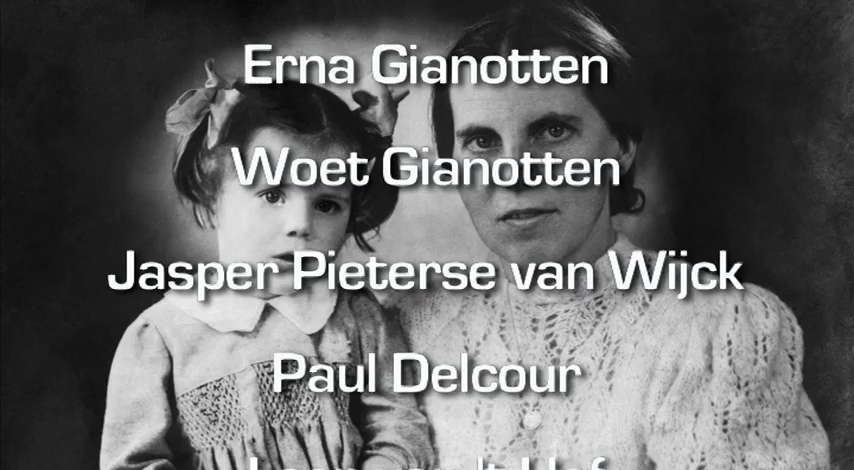 Erna Gianotten
Woet Gianotten
Jasper Pieterse van Wijck
Paul Delcour